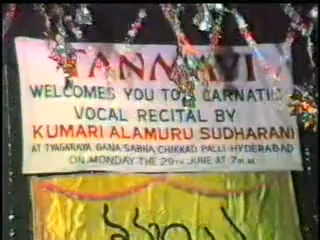 TANMAYI
WELCOMES YOU TO A CARNATIC
VOCAL RECITAL BY
KUMARI ALAMURU SUDHARANI
AT TYAGARAYA GANA SABHA CHIKKAD PALLI HYDERABAD
ON MONDAY THE 29TH JUNE AT 7 P.M.